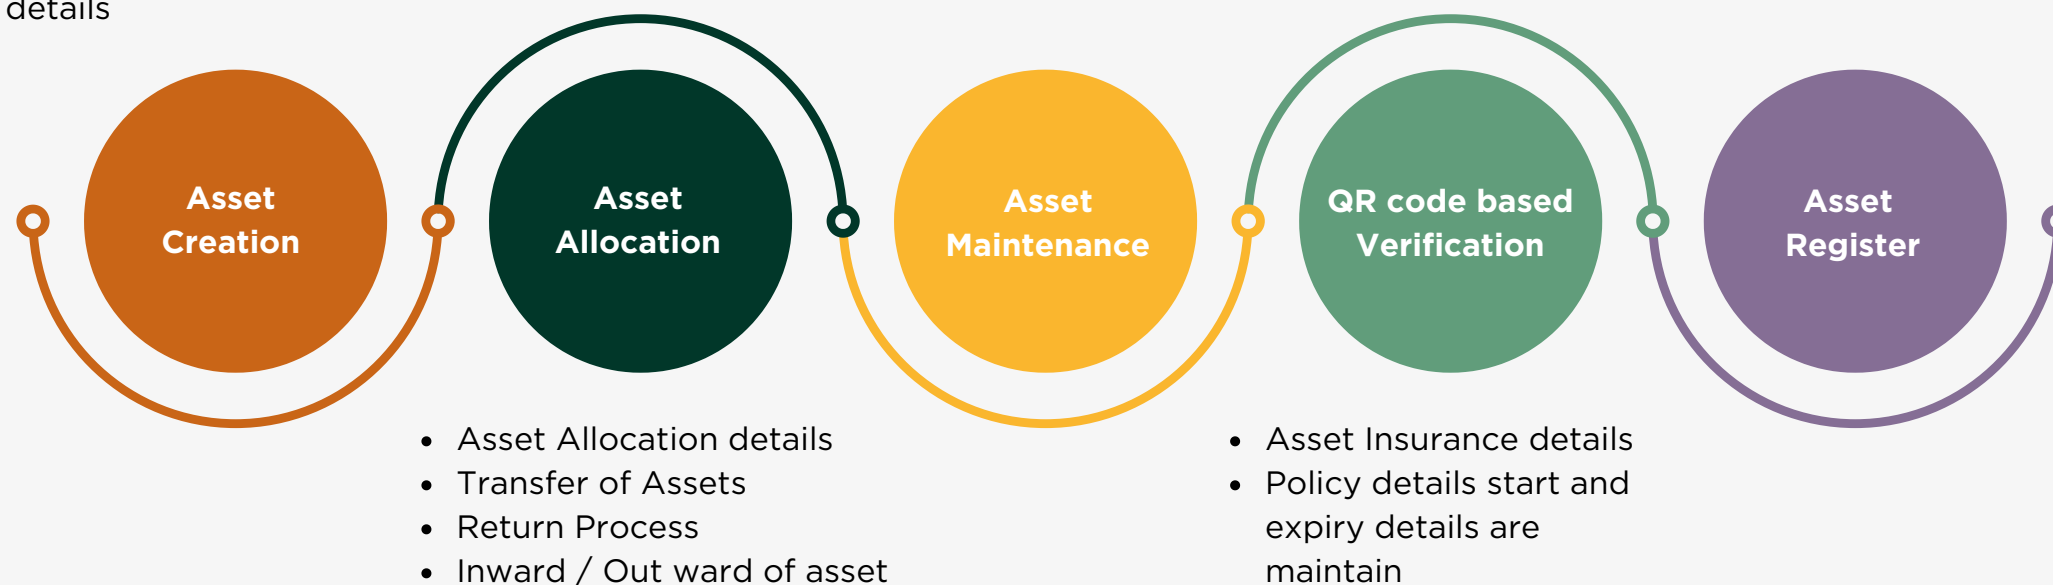 details
Asset
Creation
Asset
Allocation
Asset
Maintenance
QR code based
Verification
Asset
Register
• Asset Allocation details
• Transfer of Assets
• Return Process
• Inward / Out ward of asset
• Asset Insurance details
• Policy details start and
expiry details are
maintain